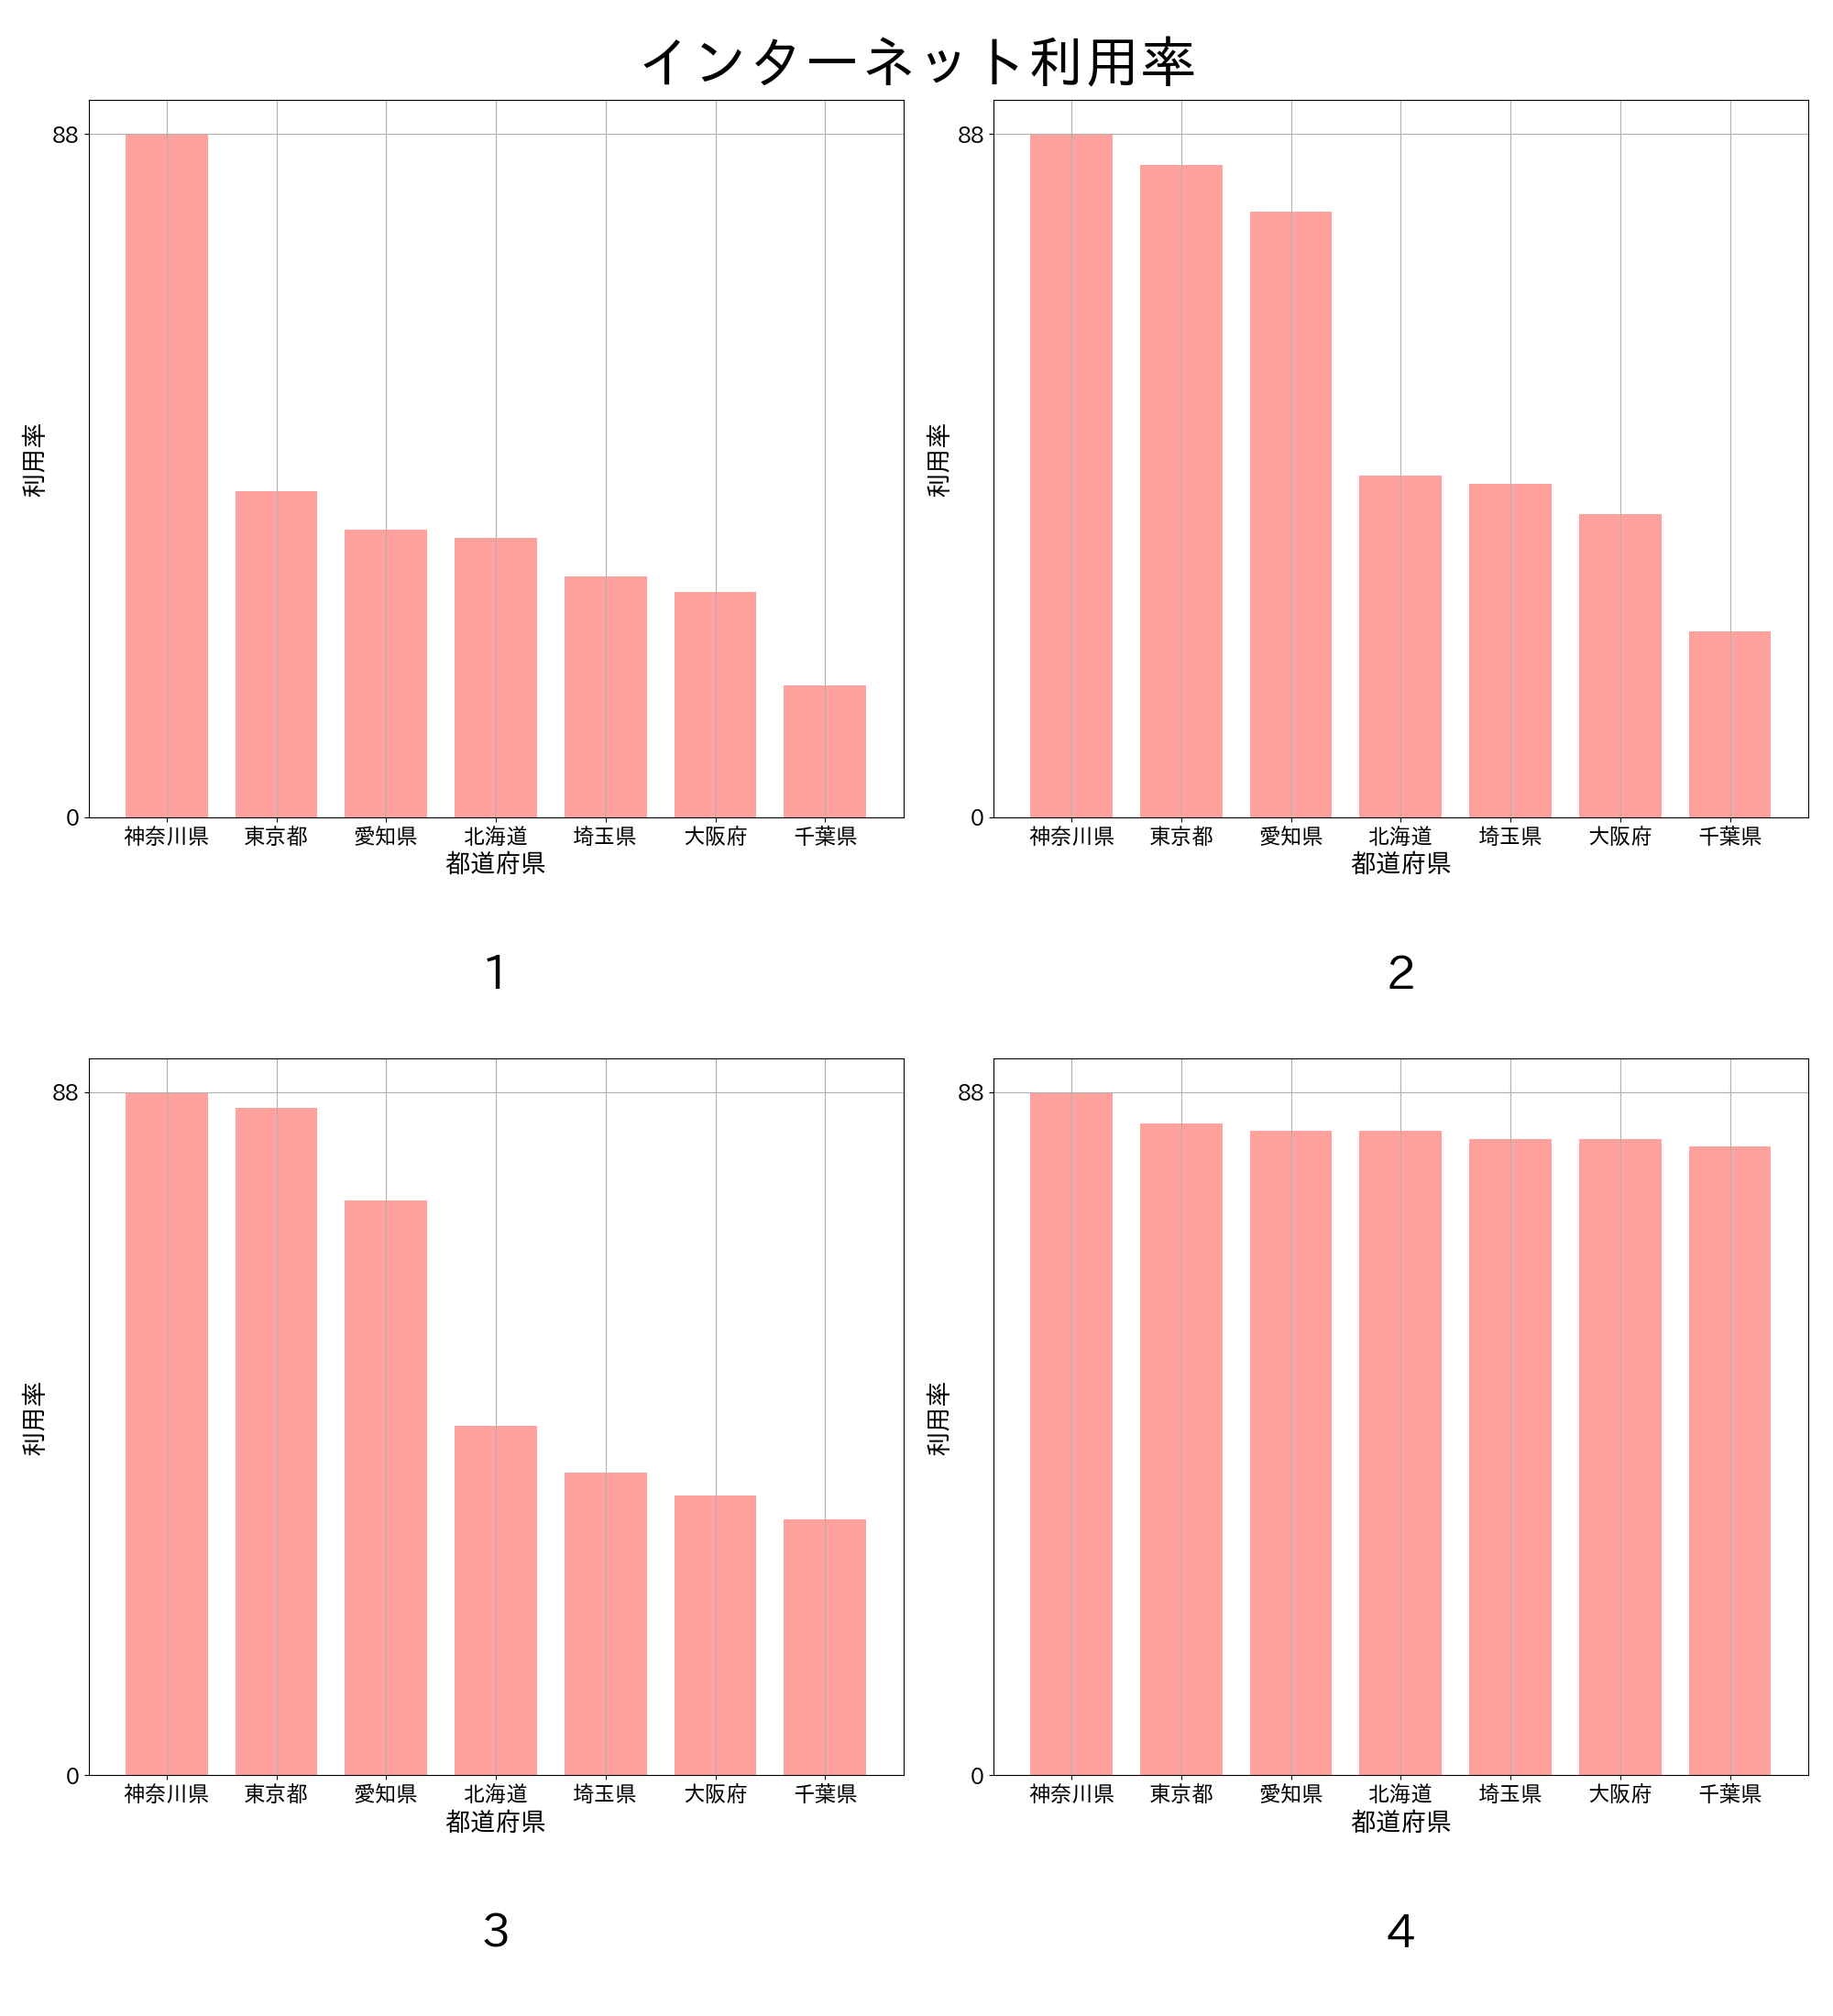 インターネット利用率
88
0
利用率
神奈川県 東京都 愛知県 北海道 埼玉県 大阪府 千葉県
都道府県
1
88
0
利用率
神奈川県 東京都 愛知県 北海道 埼玉県 大阪府 千葉県
都道府県
2
88
0
利用率
神奈川県 東京都 愛知県 北海道 埼玉県 大阪府 千葉県
都道府県
3
88
0
利用率
神奈川県 東京都 愛知県 北海道 埼玉県 大阪府 千葉県
都道府県
4